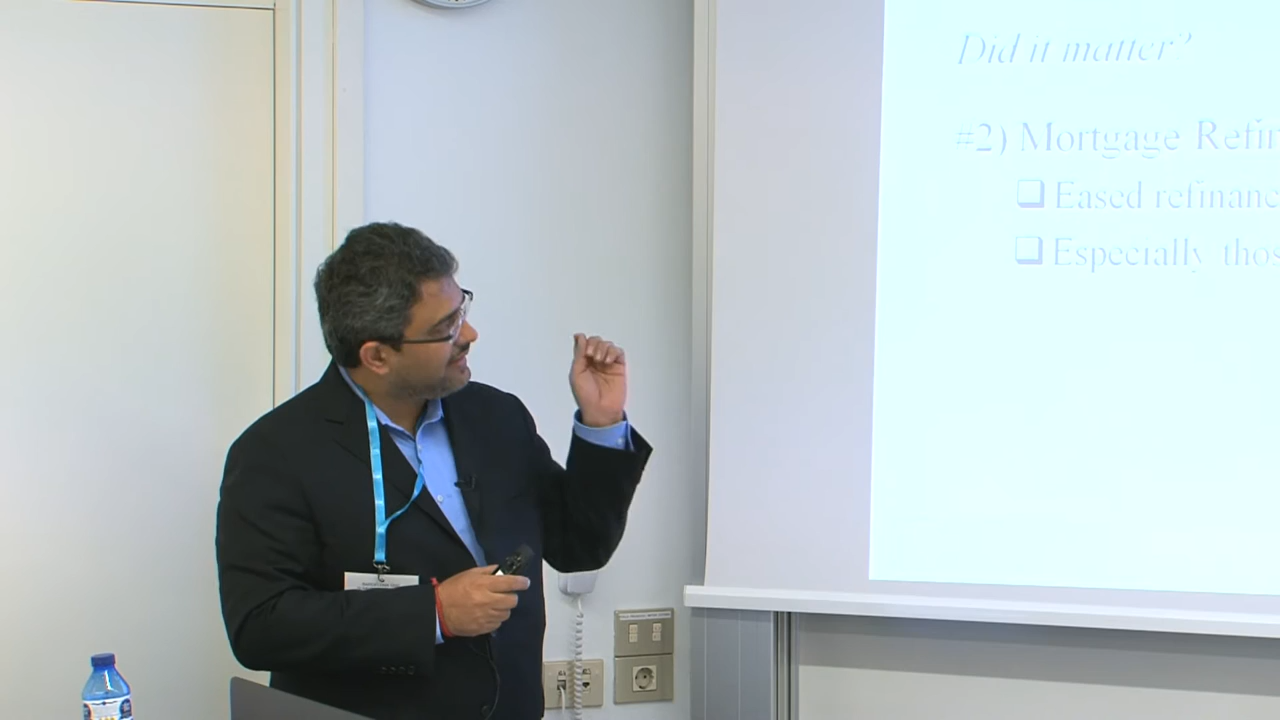 Did it matter?
#2) Mortgage Refin
Eased refinanc
Especially thos